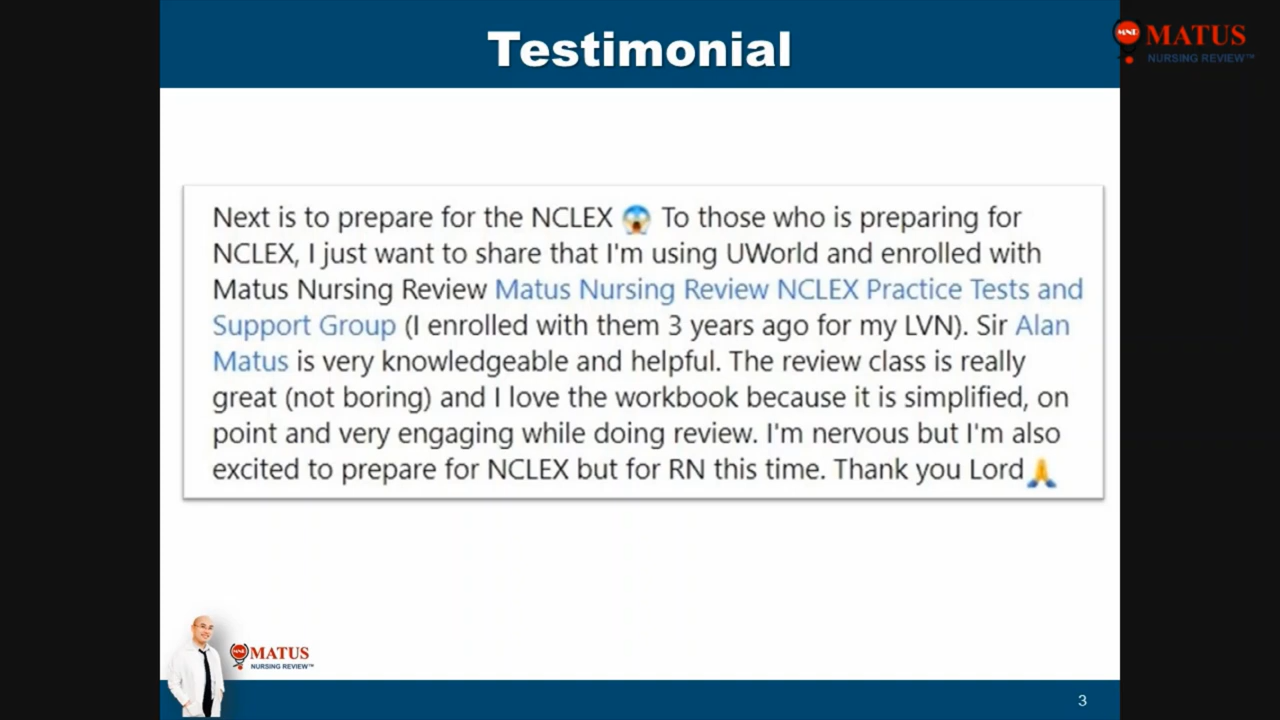 Testimonial
MNR MATUS
NURSING REVIEW™
Next is to prepare for the NCLEX 😱 To those who is preparing for
NCLEX, I just want to share that I'm using UWorld and enrolled with
Matus Nursing Review Matus Nursing Review NCLEX Practice Tests and
Support Group (I enrolled with them 3 years ago for my LVN). Sir Alan
Matus is very knowledgeable and helpful. The review class is really
great (not boring) and I love the workbook because it is simplified, on
point and very engaging while doing review. I'm nervous but I'm also
excited to prepare for NCLEX but for RN this time. Thank you Lord🙏
MNR MATUS
NURSING REVIEW™
3